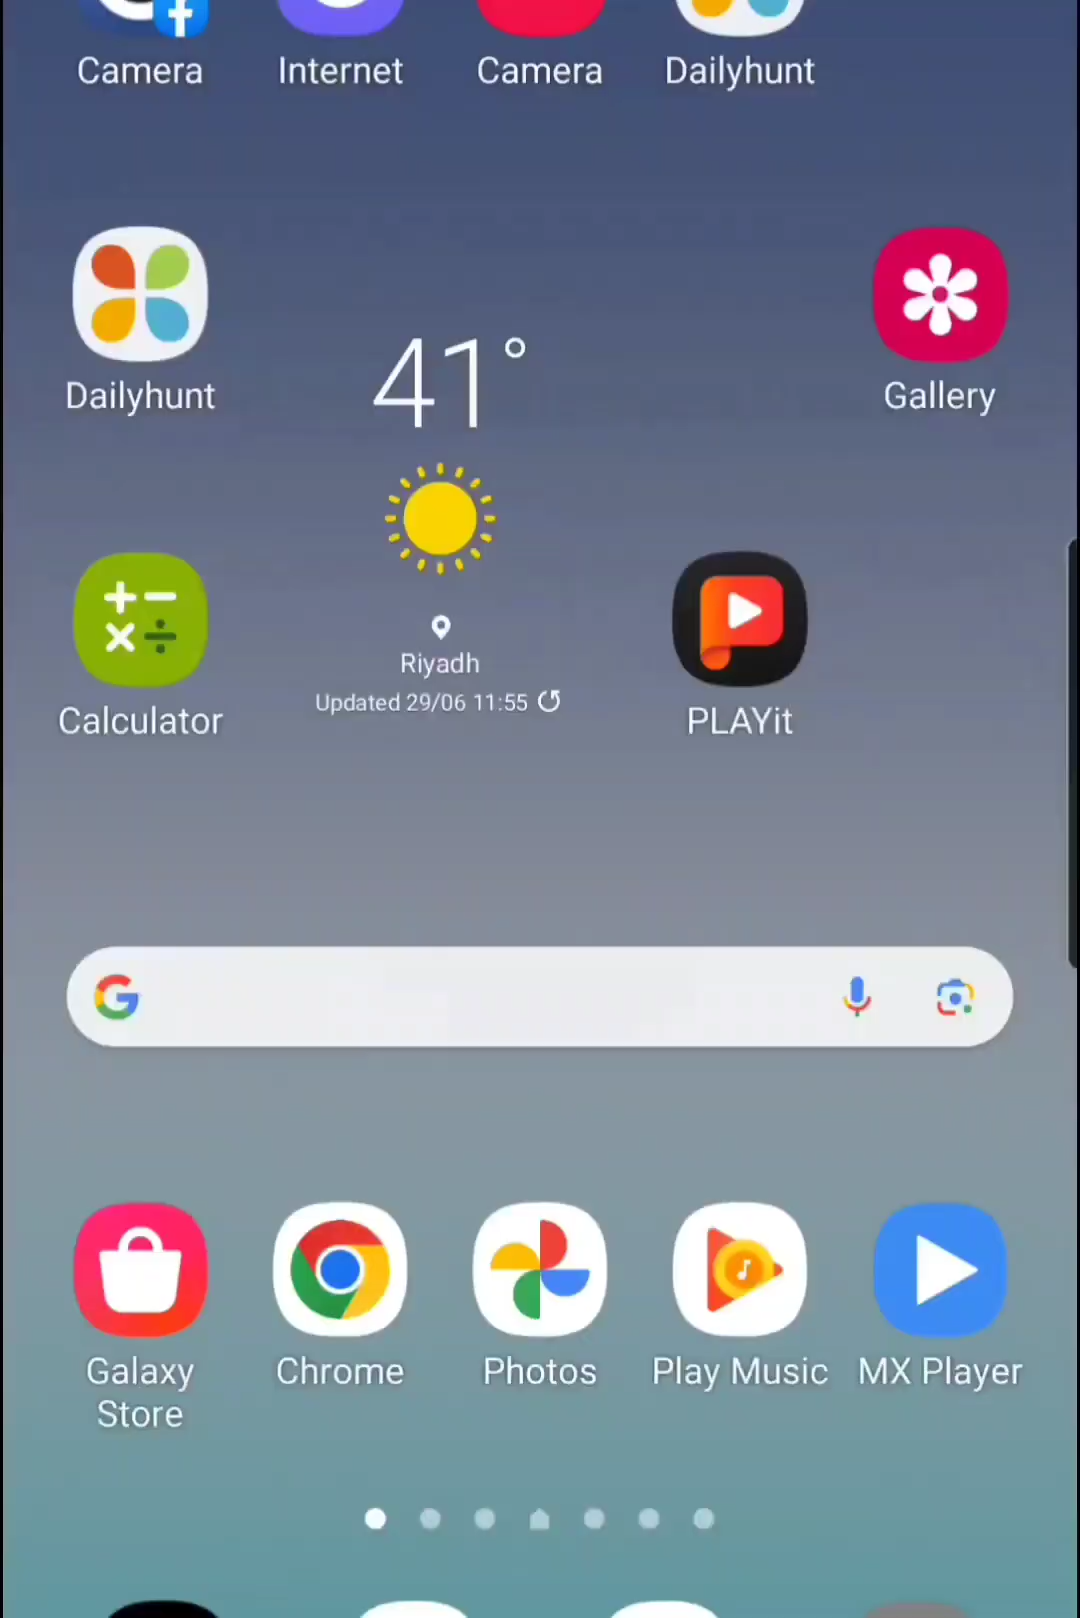 Camera
Internet
Camera
Dailyhunt
Dailyhunt
41°
Gallery
Riyadh
Updated 29/06 11:55
Calculator
PLAYit
Galaxy
Store
Chrome
Photos
Play Music
MX Player